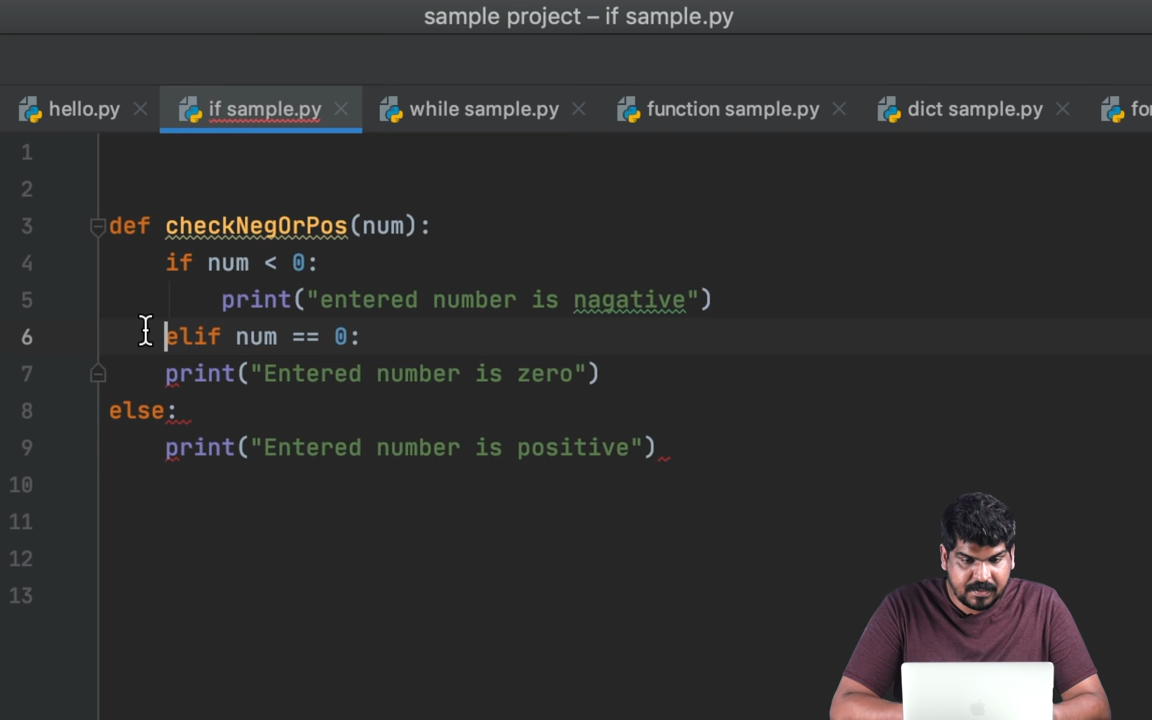 sample project – if sample.py
hello.py if sample.py while sample.py function sample.py dict sample.py
1
2
3 def checkNegOrPos(num):
4 if num < 0:
5 print("entered number is nagative")
6 elif num == 0:
7 print("Entered number is zero")
8 else:
9 print("Entered number is positive")
10
11
12
13